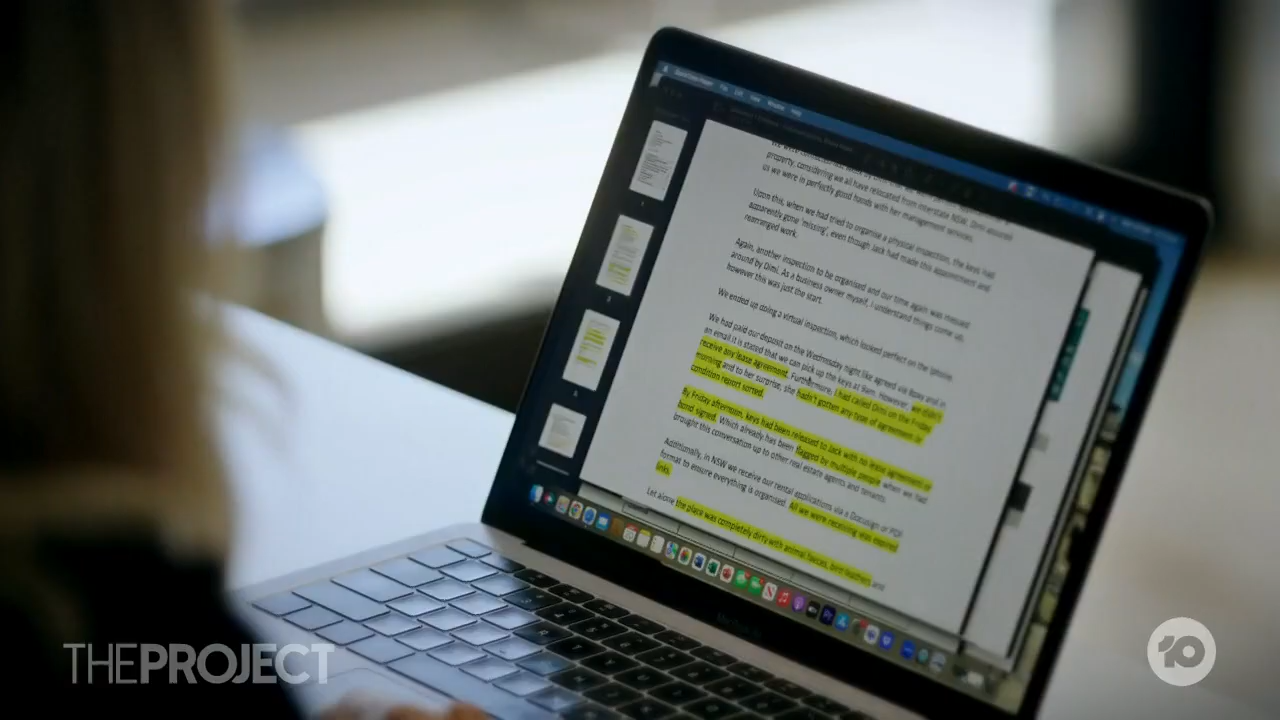 property, considering we all have relocated from interstate NSW. Dimi assured
us we were in perfectly good hands with her management services.
Upon this, when we had tried to organise a physical inspection, the keys had
apparently gone 'missing', even though Jack had made this appointment and
rearranged work.
Again, another inspection to be organised and our time again was messed
around by Dimi. As a business owner myself, I understand things come up,
however this was just the start.
We ended up doing a virtual inspection, which looked perfect on the iphone.
We had paid our deposit on the Wednesday night like agreed via and in
an email it is stated that we can pick up the keys at 9am. However, we didn't
receive any lease agreement. Furthermore, I had called Dimi on the Friday
morning and to her surprise, she hadn't gotten any type of agreement or
condition report sorted.
By Friday afternoon, keys had been released to Jack with no lease agreement or
bond signed. Which already has been flagged by multiple people when we had
brought this conversation up to other real estate agents and tenants.
Additionally, in NSW we receive our rental applications via a Docusign or PDF
format to ensure everything is organised. All we were receiving was expired
links.
Let alone the place was completely dirty with animal faeces, bird feathers and
THEPROJECT
10